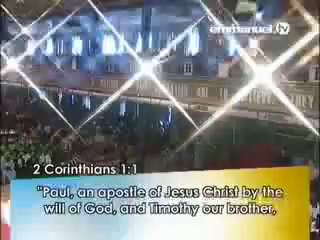 emmanuel.tv
2 Corinthians 1:1
"Paul, an apostle of Jesus Christ by the
will of God, and Timothy our brother,